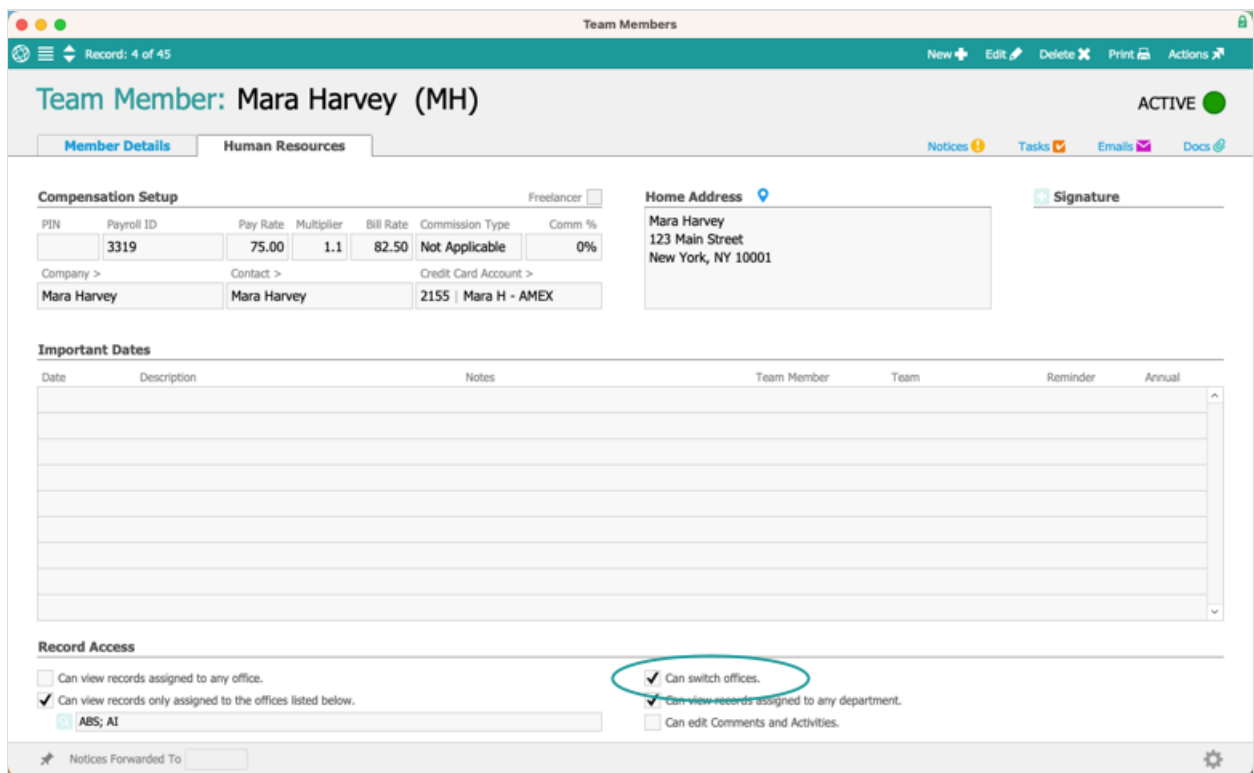 Team Members
Record: 4 of 45
New Edit Delete Print Actions
Team Member: Mara Harvey (MH)
ACTIVE
Member Details Human Resources
Notices Tasks Emails Docs
Compensation Setup Freelancer
PIN Payroll ID Pay Rate Multiplier Bill Rate Commission Type Comm %
3319 75.00 1.1 82.50 Not Applicable 0%
Company > Contact > Credit Card Account >
Mara Harvey Mara Harvey 2155 | Mara H - AMEX
Home Address
Mara Harvey
123 Main Street
New York, NY 10001
Signature
Important Dates
Date Description Notes Team Member Team Reminder Annual
Record Access
Can view records assigned to any office.
Can view records only assigned to the offices listed below.
ABS; AI
Can switch offices.
Can view records assigned to any department.
Can edit Comments and Activities.
Notices Forwarded To